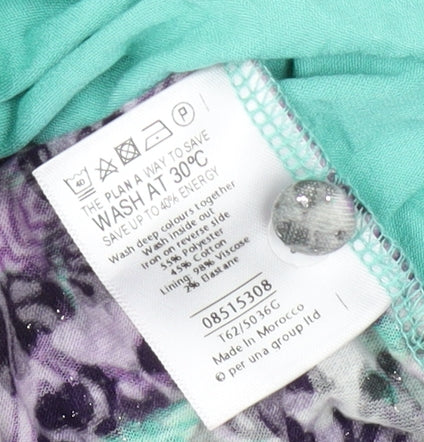 40 P
THE PLAN A WAY TO SAVE
WASH AT 30°C
SAVE UP TO 40% ENERGY
Wash deep colours together
Wash inside out
Iron on reverse side
55% Polyester
45% Cotton
Lining: 98% Viscose
2% Elastane
08515308
T62/5036G
Made In Morocco
© per una group ltd